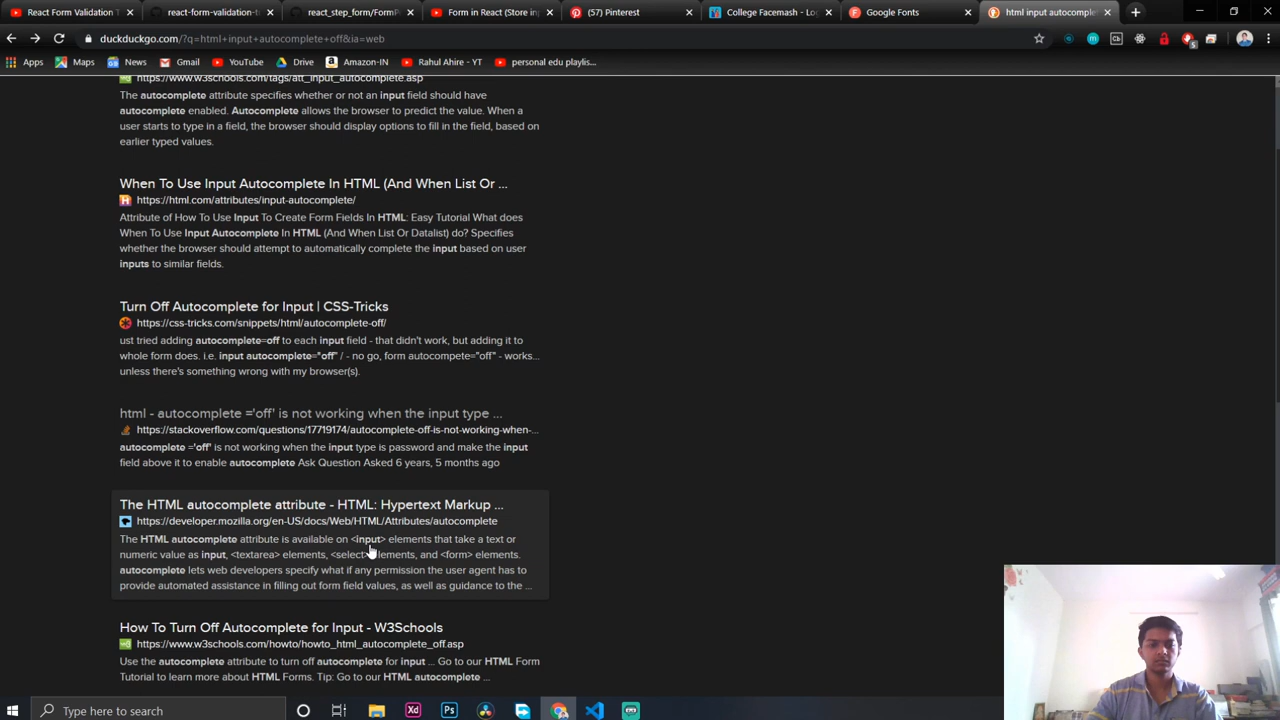 React Form Validation T
react-form-validation-ts
react_step_form/FormP
Form in React (Store in
(57) Pinterest
College Facemash - Lo
Google Fonts
html input autocomplet
duckduckgo.com/?q=html+input+autocomplete+off&ia=web
Apps
Maps
News
Gmail
YouTube
Drive
Amazon-IN
Rahul Ahire - YT
personal edu playlis...
https://www.w3schools.com/tags/att_input_autocomplete.asp
The autocomplete attribute specifies whether or not an input field should have
autocomplete enabled. Autocomplete allows the browser to predict the value. When a
user starts to type in a field, the browser should display options to fill in the field, based on
earlier typed values.
When To Use Input Autocomplete In HTML (And When List Or ...
https://html.com/attributes/input-autocomplete/
Attribute of How To Use Input To Create Form Fields In HTML: Easy Tutorial What does
When To Use Input Autocomplete In HTML (And When List Or Datalist) do? Specifies
whether the browser should attempt to automatically complete the input based on user
inputs to similar fields.
Turn Off Autocomplete for Input | CSS-Tricks
https://css-tricks.com/snippets/html/autocomplete-off/
ust tried adding autocomplete=off to each input field - that didn't work, but adding it to
whole form does. i.e. input autocomplete="off" / - no go, form autocompete="off" - works...
unless there's something wrong with my browser(s).
html - autocomplete ='off' is not working when the input type ...
https://stackoverflow.com/questions/17719174/autocomplete-off-is-not-working-when-...
autocomplete ='off' is not working when the input type is password and make the input
field above it to enable autocomplete Ask Question Asked 6 years, 5 months ago
The HTML autocomplete attribute - HTML: Hypertext Markup ...
https://developer.mozilla.org/en-US/docs/Web/HTML/Attributes/autocomplete
The HTML autocomplete attribute is available on <input> elements that take a text or
numeric value as input, <textarea> elements, <select> elements, and <form> elements.
autocomplete lets web developers specify what if any permission the user agent has to
provide automated assistance in filling out form field values, as well as guidance to the ...
How To Turn Off Autocomplete for Input - W3Schools
https://www.w3schools.com/howto/howto_html_autocomplete_off.asp
Use the autocomplete attribute to turn off autocomplete for input ... Go to our HTML Form
Tutorial to learn more about HTML Forms. Tip: Go to our HTML autocomplete ...
Type here to search
Xd
Ps